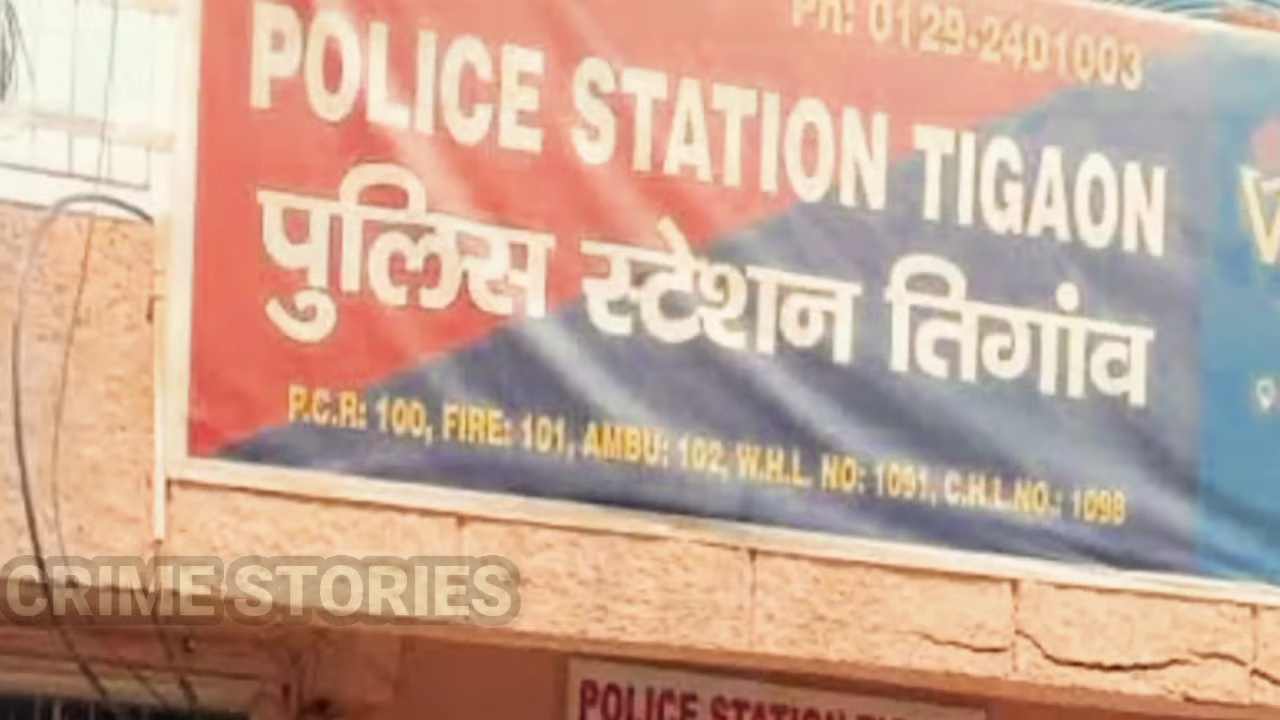 Ph: 0129-2401003
POLICE STATION TIGAON
पुलिस स्टेशन तिगांव
P.C.R: 100, FIRE: 101, AMBU: 102, W.H.L. NO: 1091, C.H.L.NO.: 1098
CRIME STORIES
POLICE STATION